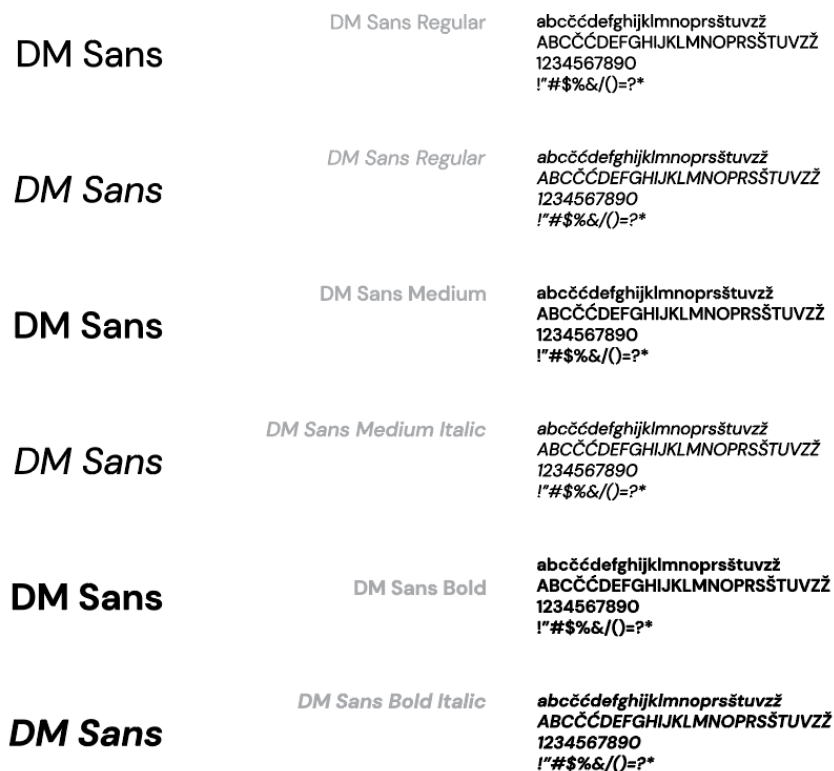 DM Sans
DM Sans Regular
abcčćdefghijklmnoprsštuvzž
ABCČĆDEFGHIJKLMNOPRSŠTUVZŽ
1234567890
!"#$%&/()=?*
DM Sans
DM Sans Regular
abcčćdefghijklmnoprsštuvzž
ABCČĆDEFGHIJKLMNOPRSŠTUVZŽ
1234567890
!"#$%&/()=?*
DM Sans
DM Sans Medium
abcčćdefghijklmnoprsštuvzž
ABCČĆDEFGHIJKLMNOPRSŠTUVZŽ
1234567890
!"#$%&/()=?*
DM Sans
DM Sans Medium Italic
abcčćdefghijklmnoprsštuvzž
ABCČĆDEFGHIJKLMNOPRSŠTUVZŽ
1234567890
!"#$%&/()=?*
DM Sans
DM Sans Bold
abcčćdefghijklmnoprsštuvzž
ABCČĆDEFGHIJKLMNOPRSŠTUVZŽ
1234567890
!"#$%&/()=?*
DM Sans
DM Sans Bold Italic
abcčćdefghijklmnoprsštuvzž
ABCČĆDEFGHIJKLMNOPRSŠTUVZŽ
1234567890
!"#$%&/()=?*